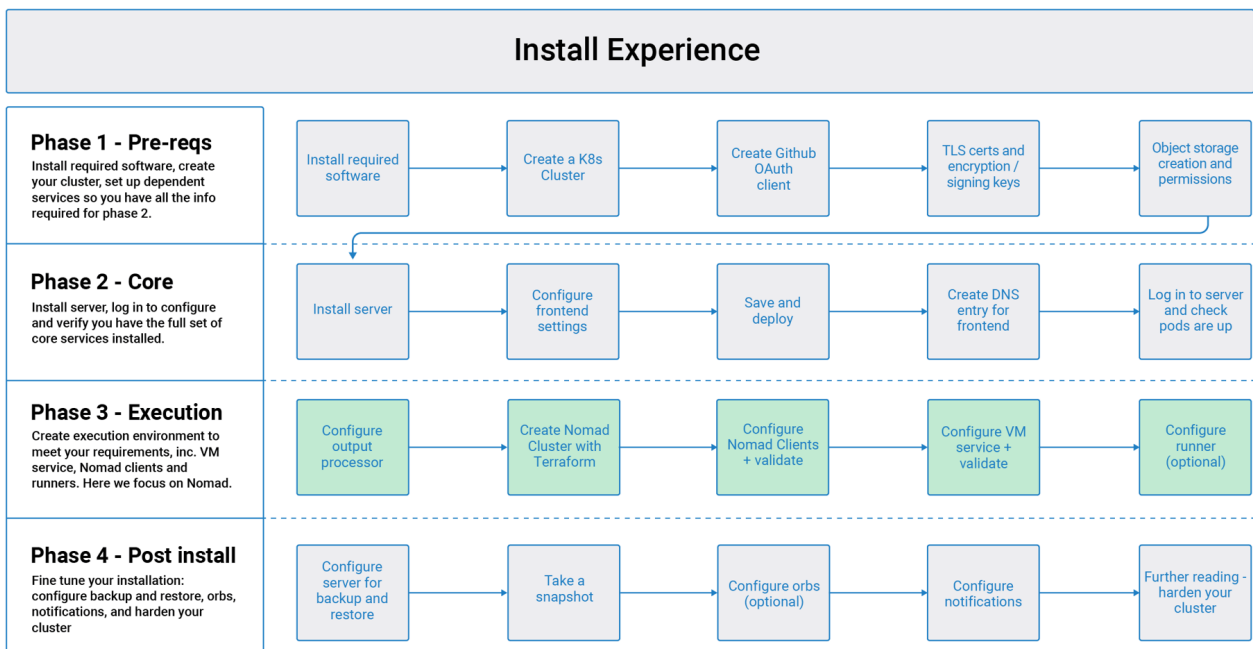 Install Experience
Phase 1 - Pre-reqs
Install required software, create
your cluster, set up dependent
services so you have all the info
required for phase 2.
Install required
software
Create a K8s
Cluster
Create Github
OAuth
client
TLS certs and
encryption /
signing keys
Object storage
creation and
permissions
Phase 2 - Core
Install server, log in to configure
and verify you have the full set of
core services installed.
Install server
Configure
frontend
settings
Save and
deploy
Create DNS
entry for
frontend
Log in to server
and check
pods are up
Phase 3 - Execution
Create execution environment to
meet your requirements, inc. VM
service, Nomad clients and
runners. Here we focus on Nomad.
Configure
output
processor
Create Nomad
Cluster with
Terraform
Configure
Nomad Clients
+ validate
Configure VM
service +
validate
Configure
runner
(optional)
Phase 4 - Post install
Fine tune your installation:
configure backup and restore, orbs,
notifications, and harden your
cluster
Configure
server for
backup and
restore
Take a
snapshot
Configure orbs
(optional)
Configure
notifications
Further reading -
harden your
cluster